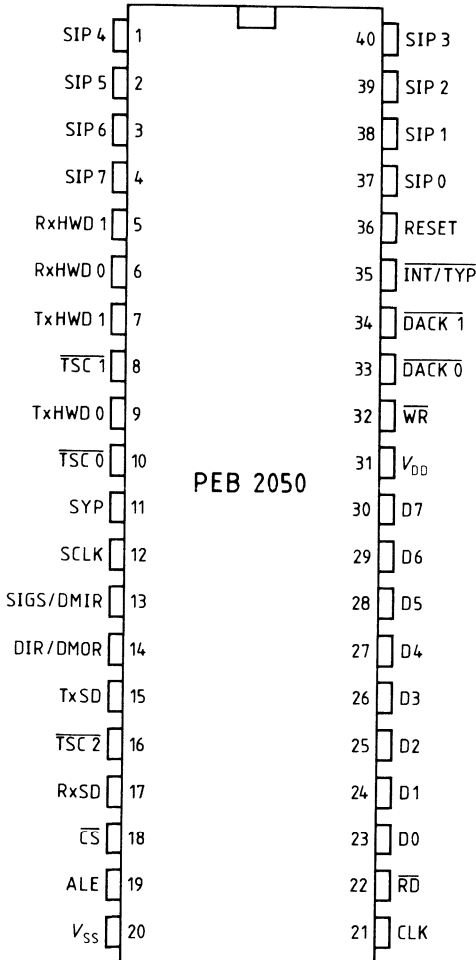 SIP 4 1 40 SIP 3
SIP 5 2 39 SIP 2
SIP 6 3 38 SIP 1
SIP 7 4 37 SIP 0
RxHWD 1 5 36 RESET
RxHWD 0 6 35 INT/TYP
TxHWD 1 7 34 DACK 1
TSC 1 8 33 DACK 0
TxHWD 0 9 32 WR
TSC 0 10 31 VDD
PEB 2050
SYP 11 30 D7
SCLK 12 29 D6
SIGS/DMIR 13 28 D5
DIR/DMOR 14 27 D4
TxSD 15 26 D3
TSC 2 16 25 D2
RxSD 17 24 D1
CS 18 23 D0
ALE 19 22 RD
VSS 20 21 CLK